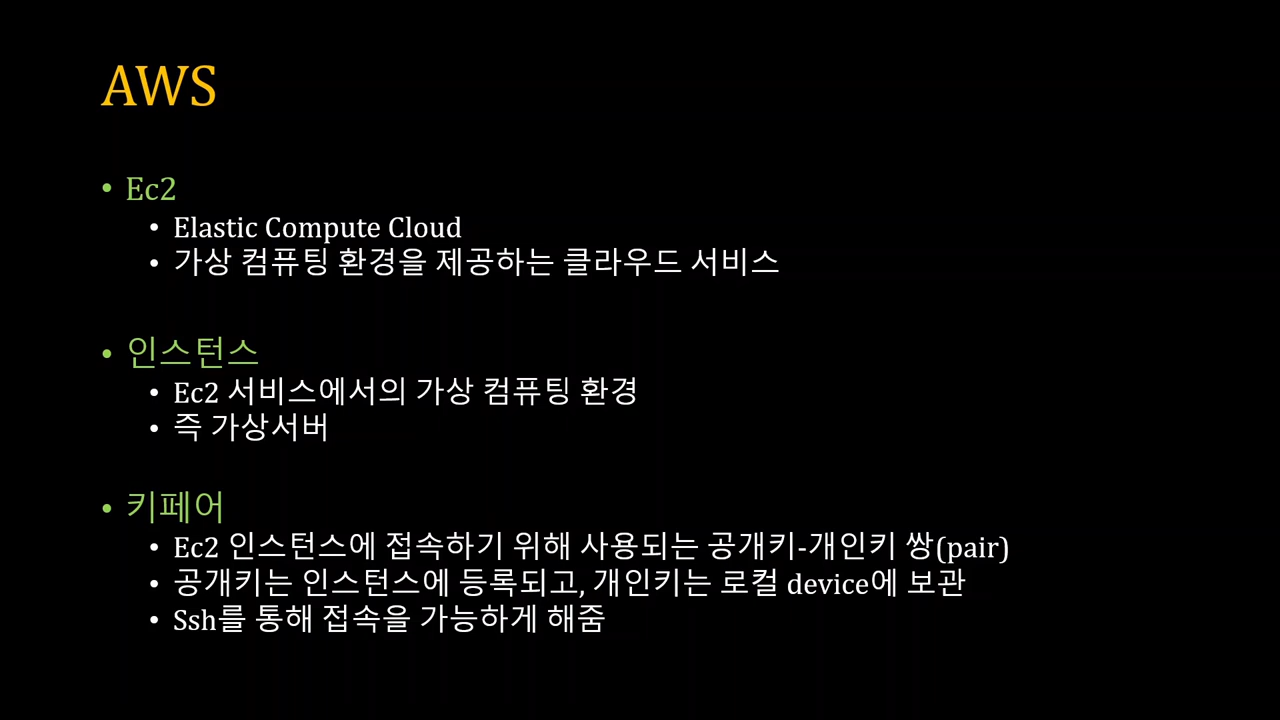 AWS
• Ec2
• Elastic Compute Cloud
• 가상 컴퓨팅 환경을 제공하는 클라우드 서비스
• 인스턴스
• Ec2 서비스에서의 가상 컴퓨팅 환경
• 즉 가상서버
• 키페어
• Ec2 인스턴스에 접속하기 위해 사용되는 공개키-개인키 쌍(pair)
• 공개키는 인스턴스에 등록되고, 개인키는 로컬 device에 보관
• Ssh를 통해 접속을 가능하게 해줌